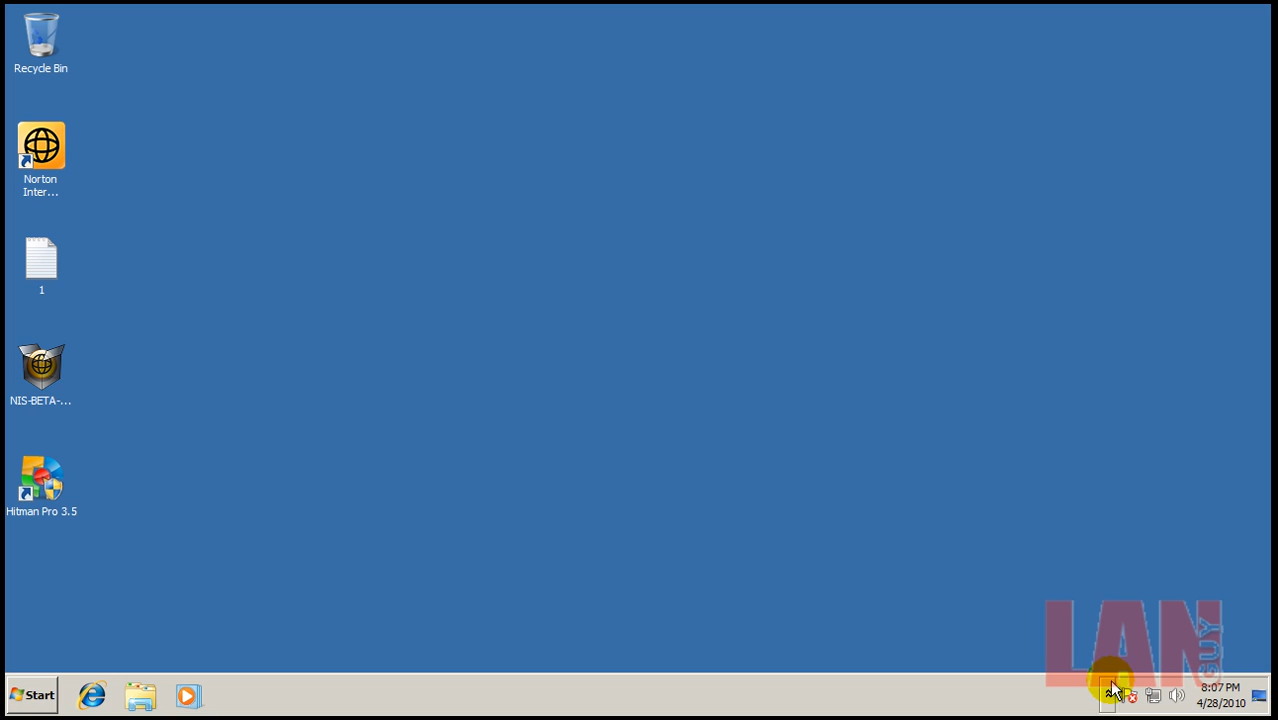 Recycle Bin
Norton
Inter...
1
NIS-BETA-...
Hitman Pro 3.5
LAN
GUY
Start
8:07 PM
4/28/2010